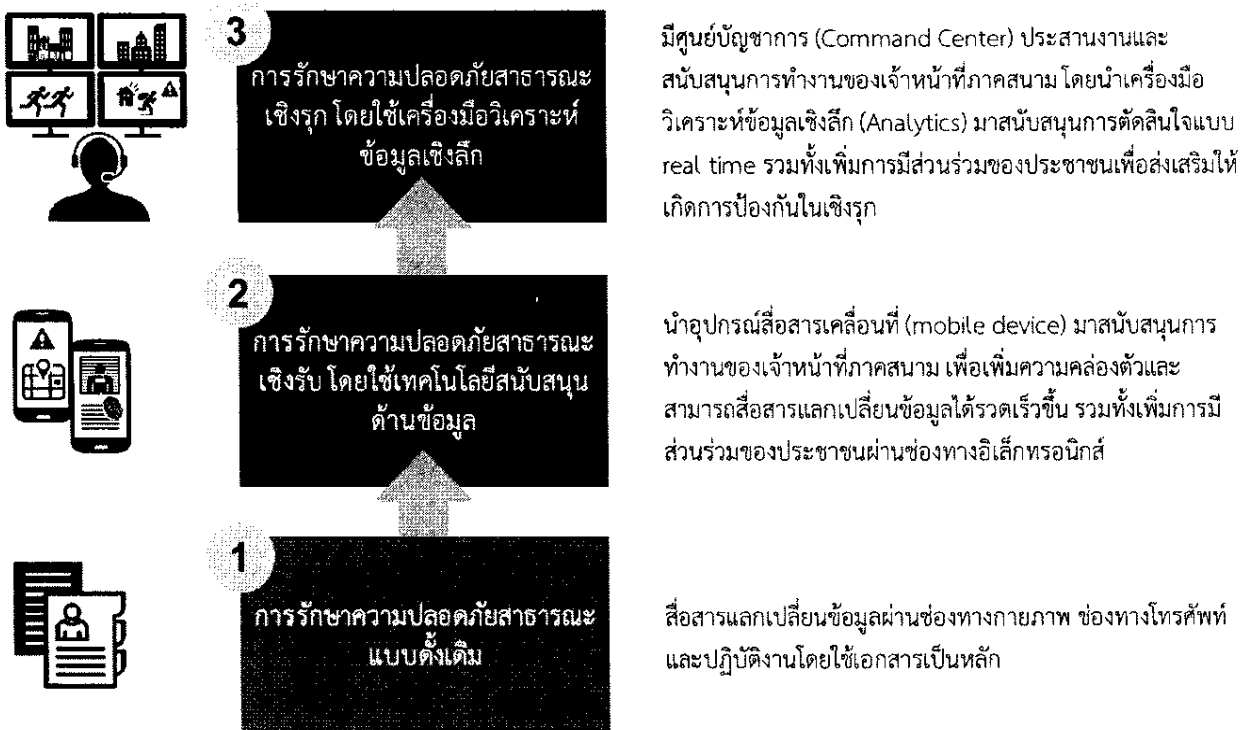 3
การรักษาความปลอดภัยสาธารณะ
เชิงรุก โดยใช้เครื่องมือวิเคราะห์
ข้อมูลเชิงลึก
มีศูนย์บัญชาการ (Command Center) ประสานงานและ
สนับสนุนการทำงานของเจ้าหน้าที่ภาคสนาม โดยนำเครื่องมือ
วิเคราะห์ข้อมูลเชิงลึก (Analytics) มาสนับสนุนการตัดสินใจแบบ
real time รวมทั้งเพิ่มการมีส่วนร่วมของประชาชนเพื่อส่งเสริมให้
เกิดการป้องกันในเชิงรุก
2
การรักษาความปลอดภัยสาธารณะ
เชิงรับ โดยใช้เทคโนโลยีสนับสนุน
ด้านข้อมูล
นำอุปกรณ์สื่อสารเคลื่อนที่ (mobile device) มาสนับสนุนการ
ทำงานของเจ้าหน้าที่ภาคสนาม เพื่อเพิ่มความคล่องตัวและ
สามารถสื่อสารแลกเปลี่ยนข้อมูลได้รวดเร็วขึ้น รวมทั้งเพิ่มการมี
ส่วนร่วมของประชาชนผ่านช่องทางอิเล็กทรอนิกส์
1
การรักษาความปลอดภัยสาธารณะ
แบบดั้งเดิม
สื่อสารแลกเปลี่ยนข้อมูลผ่านช่องทางกายภาพ ช่องทางโทรศัพท์
และปฏิบัติงานโดยใช้เอกสารเป็นหลัก